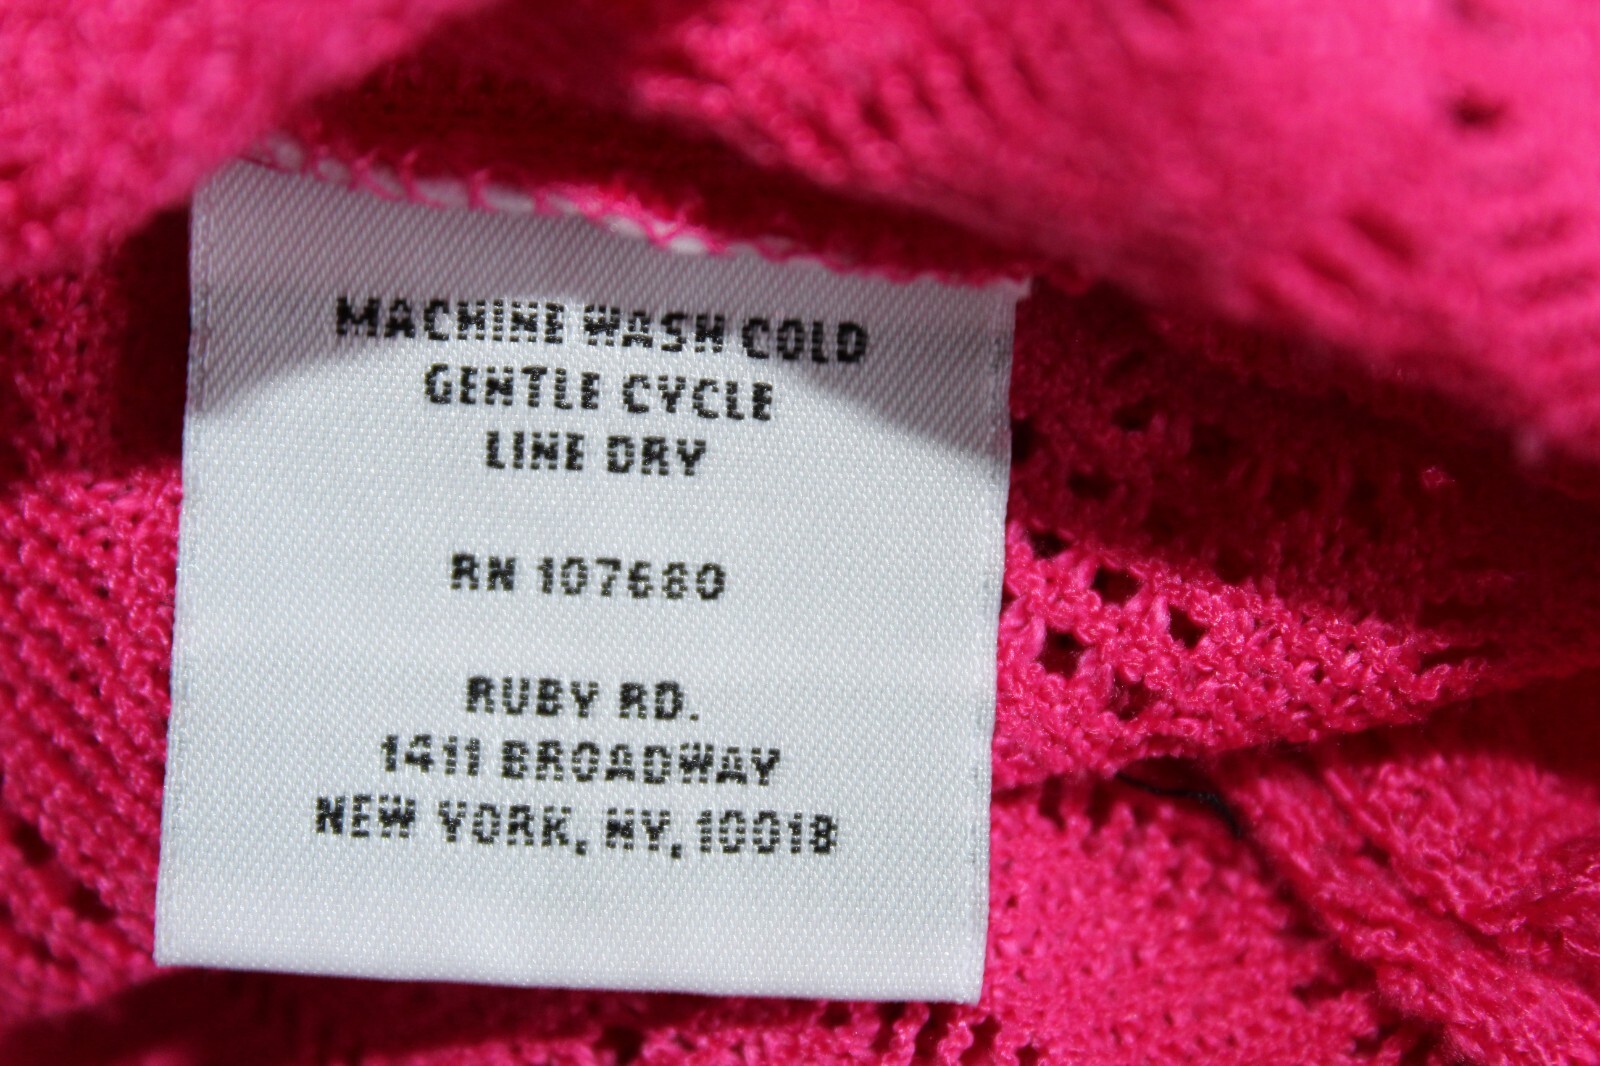 MACHINE WASH COLD
GENTLE CYCLE
LINE DRY
RN 107680
RUBY RD.
1411 BROADWAY
NEW YORK, NY, 10018